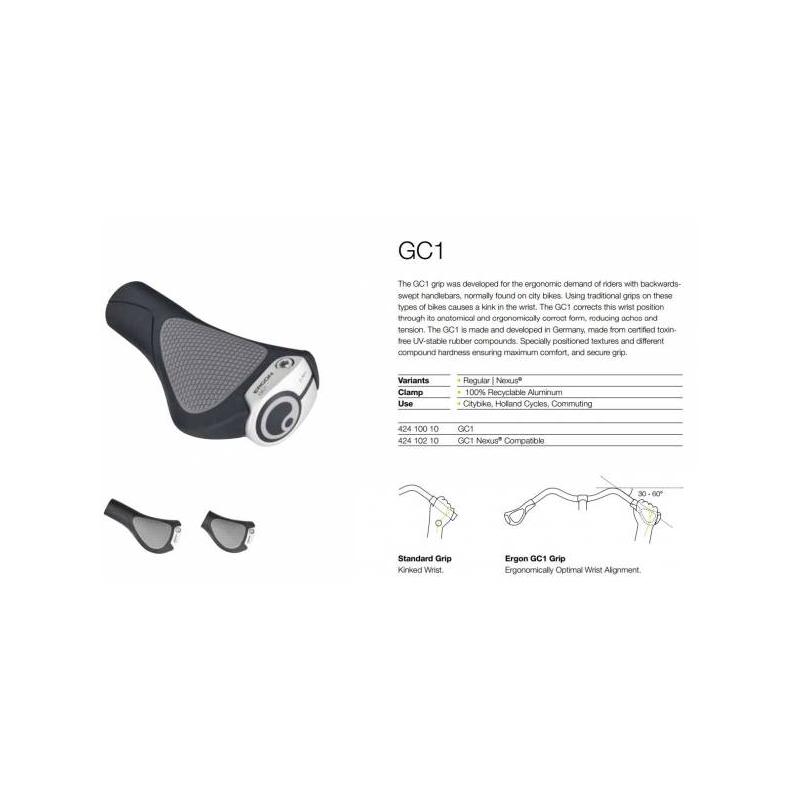 GC1
The GC1 grip was developed for the ergonomic demand of riders with backwards-
swept handlebars, normally found on city bikes. Using traditional grips on these
types of bikes causes a kink in the wrist. The GC1 corrects this wrist position
through its anatomical and orgonomically correct form, reducing aches and
tension. The GC1 is made and developed in Germany, made from certified toxin-
free UV-stable rubber compounds. Specially positioned textures and different
compound hardness ensuring maximum comfort, and secure grip.
Variants • Regular | Nexus®
Clamp • 100% Recyclable Aluminum
Use • Citybike, Holland Cycles, Commuting
424 100 10 GC1
424 102 10 GC1 Nexus® Compatible
ERGON
30 - 60°
Standard Grip
Kinked Wrist.
Ergon GC1 Grip
Ergonomically Optimal Wrist Alignment.